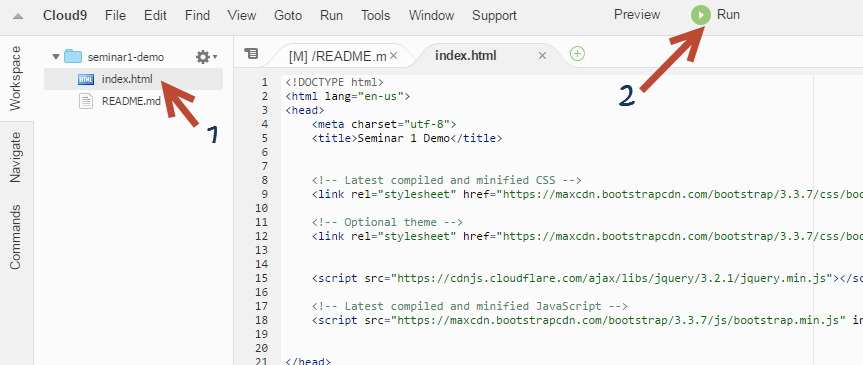 Cloud9 File Edit Find View Goto Run Tools Window Support Preview Run
Workspace
Navigate
Commands
seminar1-demo
index.html
README.md
1
2
[M] /README.m
index.html
1 <!DOCTYPE html>
2 <html lang="en-us">
3 <head>
4 <meta charset="utf-8">
5 <title>Seminar 1 Demo</title>
6
7
8 <!-- Latest compiled and minified CSS -->
9 <link rel="stylesheet" href="https://maxcdn.bootstrapcdn.com/bootstrap/3.3.7/css/boo
10
11 <!-- Optional theme -->
12 <link rel="stylesheet" href="https://maxcdn.bootstrapcdn.com/bootstrap/3.3.7/css/boo
13
14
15 <script src="https://cdnjs.cloudflare.com/ajax/libs/jquery/3.2.1/jquery.min.js"></sc
16
17 <!-- Latest compiled and minified JavaScript -->
18 <script src="https://maxcdn.bootstrapcdn.com/bootstrap/3.3.7/js/bootstrap.min.js" in
19
20
21 </head>